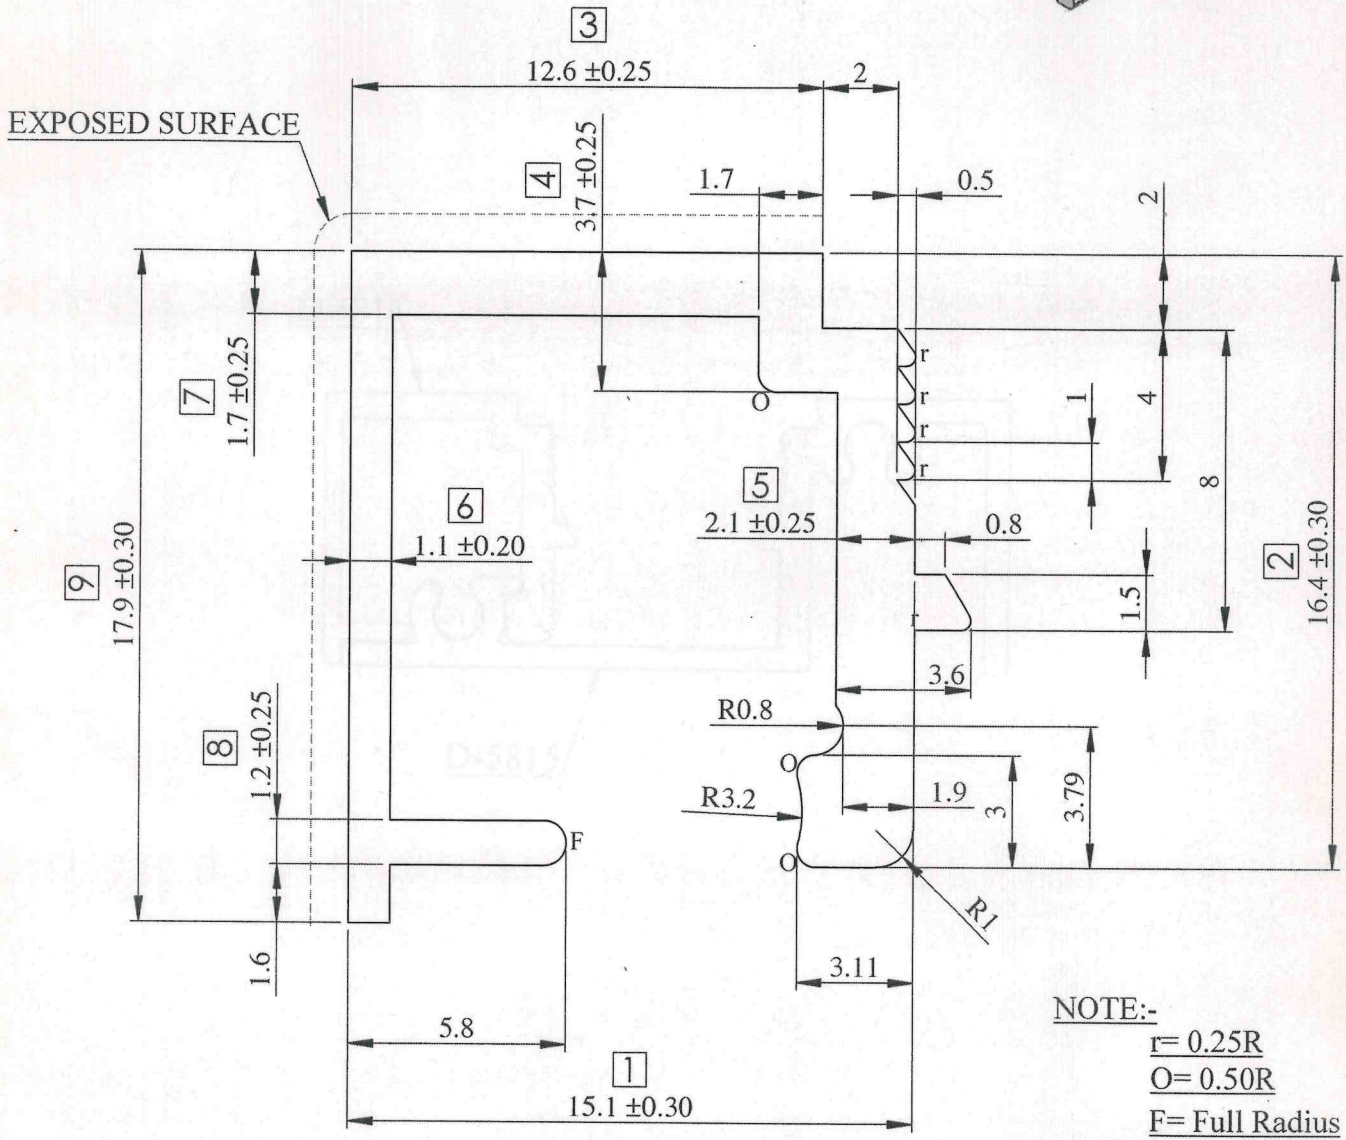 3
12.6 ±0.25
2
EXPOSED SURFACE
4
3.7 ±0.25
1.7
0.5
2
7
1.7 ±0.25
r
r
r
r
O
1
4
8
5
2.1 ±0.25
0.8
6
1.1 ±0.20
9
17.9 ±0.30
2
16.4 ±0.30
r
1.5
3.6
R0.8
8
1.2 ±0.25
D-5815
O
R3.2
1.9
3
3.79
F
O
R1
1.6
3.11
5.8
1
15.1 ±0.30
NOTE:-
r= 0.25R
O= 0.50R
F= Full Radius